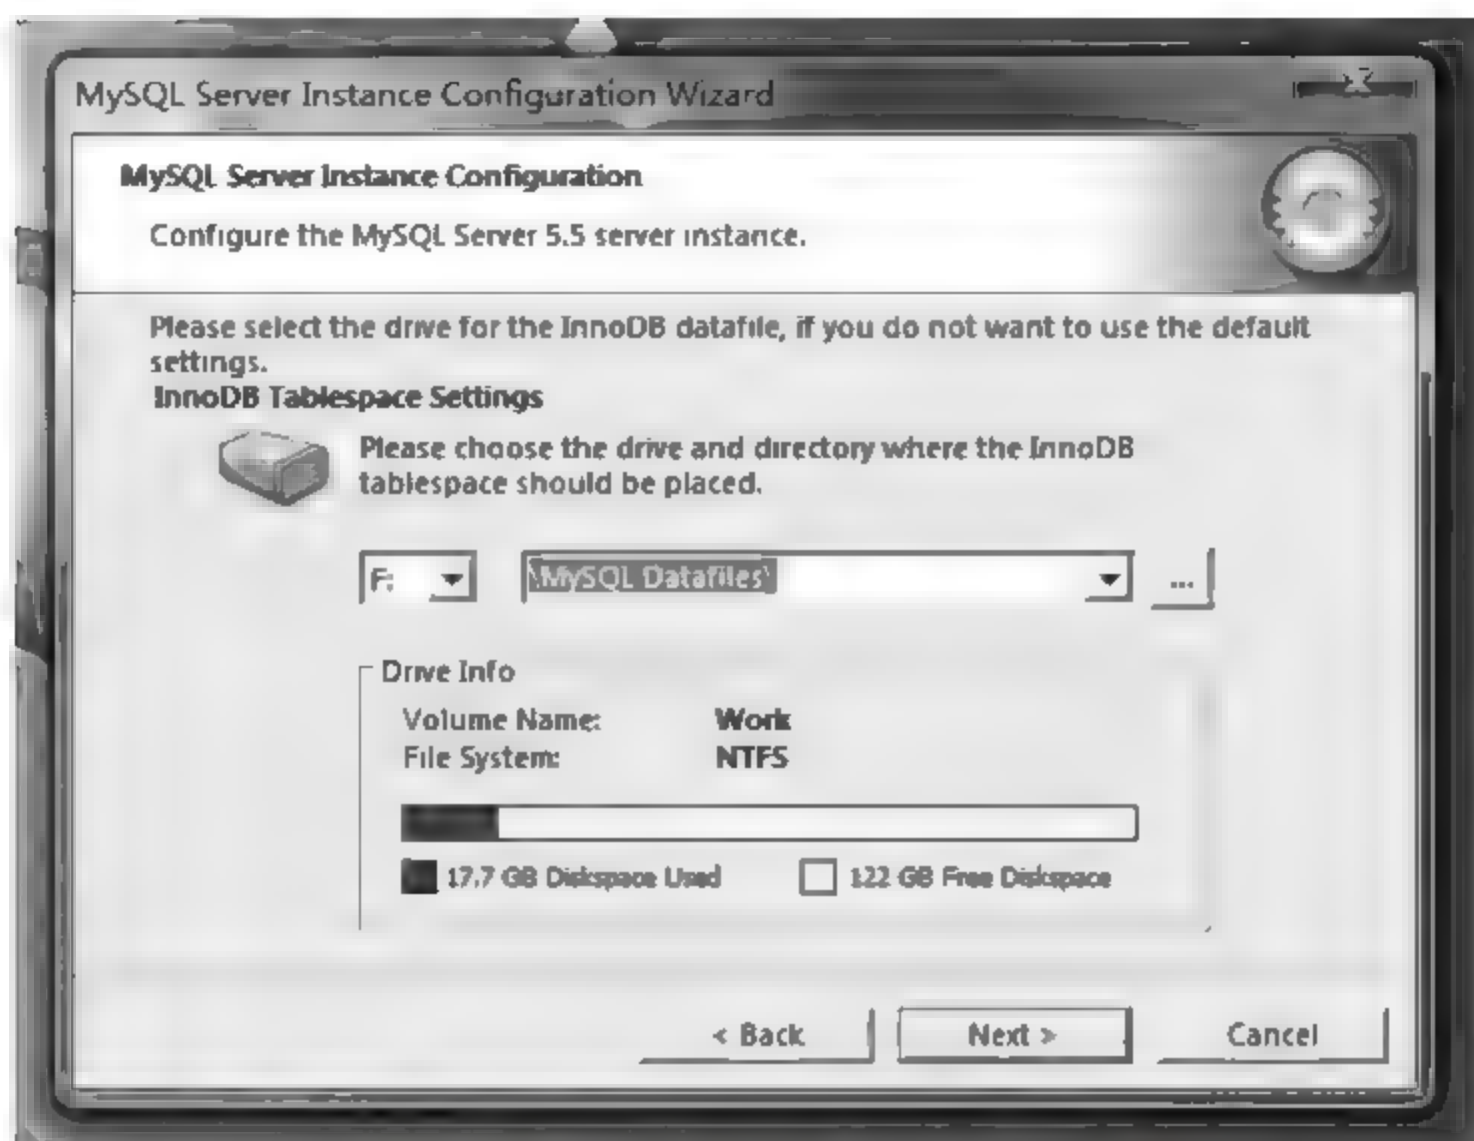 MySQL Server Instance Configuration Wizard
MySQL Server Instance Configuration
Configure the MySQL Server 5.5 server instance.
Please select the drive for the InnoDB datafile, if you do not want to use the default
settings.
InnoDB Tablespace Settings
Please choose the drive and directory where the InnoDB
tablespace should be placed.
F: \MySQL Datafiles\ ...
Drive Info
Volume Name: Work
File System: NTFS
17.7 GB Diskspace Used 122 GB Free Diskspace
< Back Next > Cancel